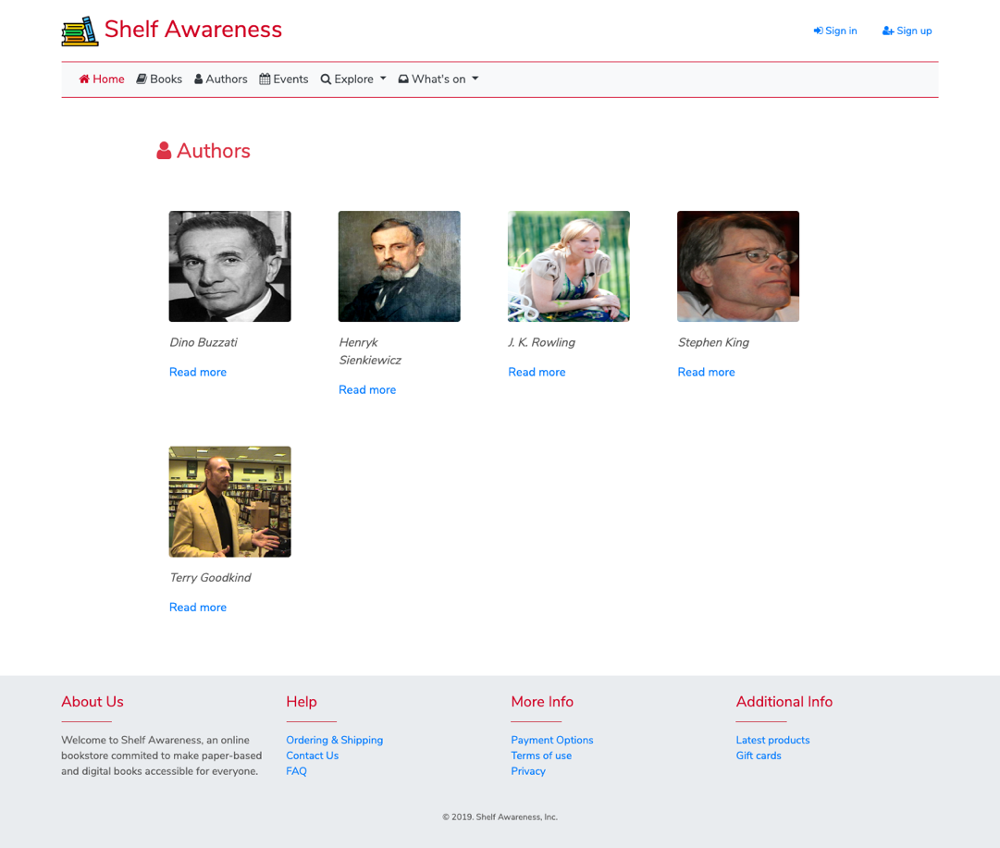 Shelf Awareness
Sign in
Sign up
Home
Books
Authors
Events
Explore
What's on
Authors
Dino Buzzati
Read more
Henryk
Sienkiewicz
Read more
J. K. Rowling
Read more
Stephen King
Read more
Terry Goodkind
Read more
About Us
Welcome to Shelf Awareness, an online
bookstore commited to make paper-based
and digital books accessible for everyone.
Help
Ordering & Shipping
Contact Us
FAQ
More Info
Payment Options
Terms of use
Privacy
Additional Info
Latest products
Gift cards
© 2019. Shelf Awareness, Inc.